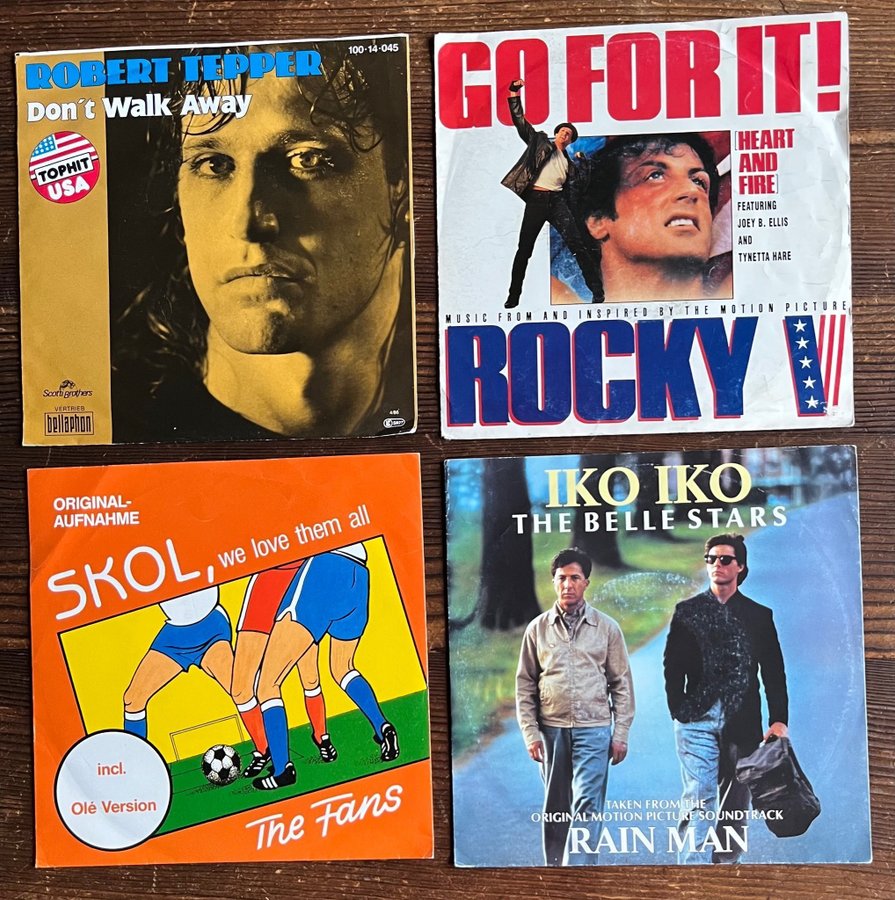 100·14·045
ROBERT TEPPER
Don´t Walk Away
TOPHIT
USA
Scotti Brothers
VERTRIEB
bellaphon
4/86
GO FOR IT!
[HEART
AND
FIRE]
FEATURING
JOEY B. ELLIS
AND
TYNETTA HARE
MUSIC FROM AND INSPIRED BY THE MOTION PICTURE
ROCKY V
ORIGINAL-
AUFNAHME
SKOL, we love them all
incl.
Olé Version
The Fans
IKO IKO
THE BELLE STARS
TAKEN FROM THE
ORIGINAL MOTION PICTURE SOUNDTRACK
RAIN MAN